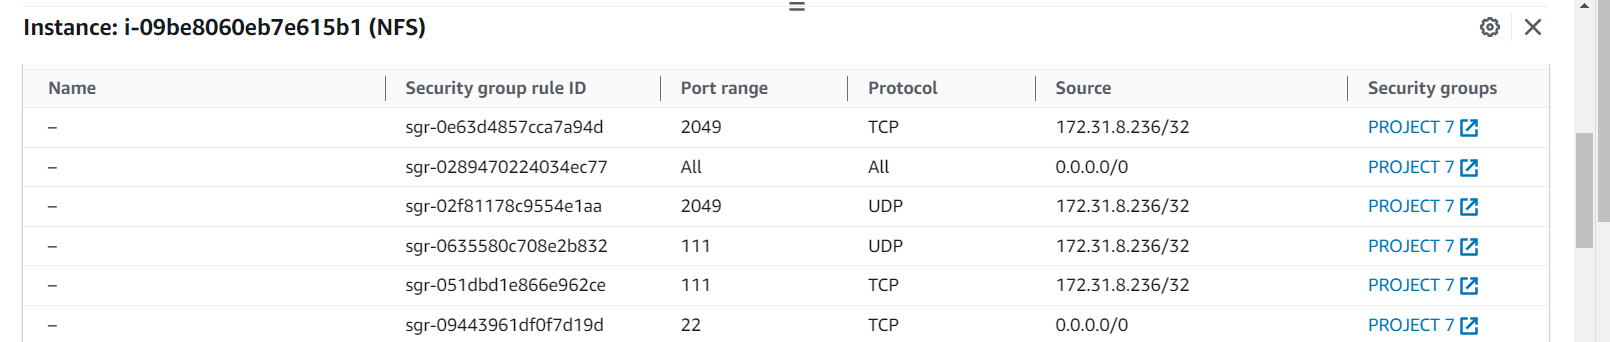 Instance: i-09be8060eb7e615b1 (NFS)
Name Security group rule ID Port range Protocol Source Security groups
– sgr-0e63d4857cca7a94d 2049 TCP 172.31.8.236/32 PROJECT 7
– sgr-0289470224034ec77 All All 0.0.0.0/0 PROJECT 7
– sgr-02f81178c9554e1aa 2049 UDP 172.31.8.236/32 PROJECT 7
– sgr-0635580c708e2b832 111 UDP 172.31.8.236/32 PROJECT 7
– sgr-051dbd1e866e962ce 111 TCP 172.31.8.236/32 PROJECT 7
– sgr-09443961df0f7d19d 22 TCP 0.0.0.0/0 PROJECT 7